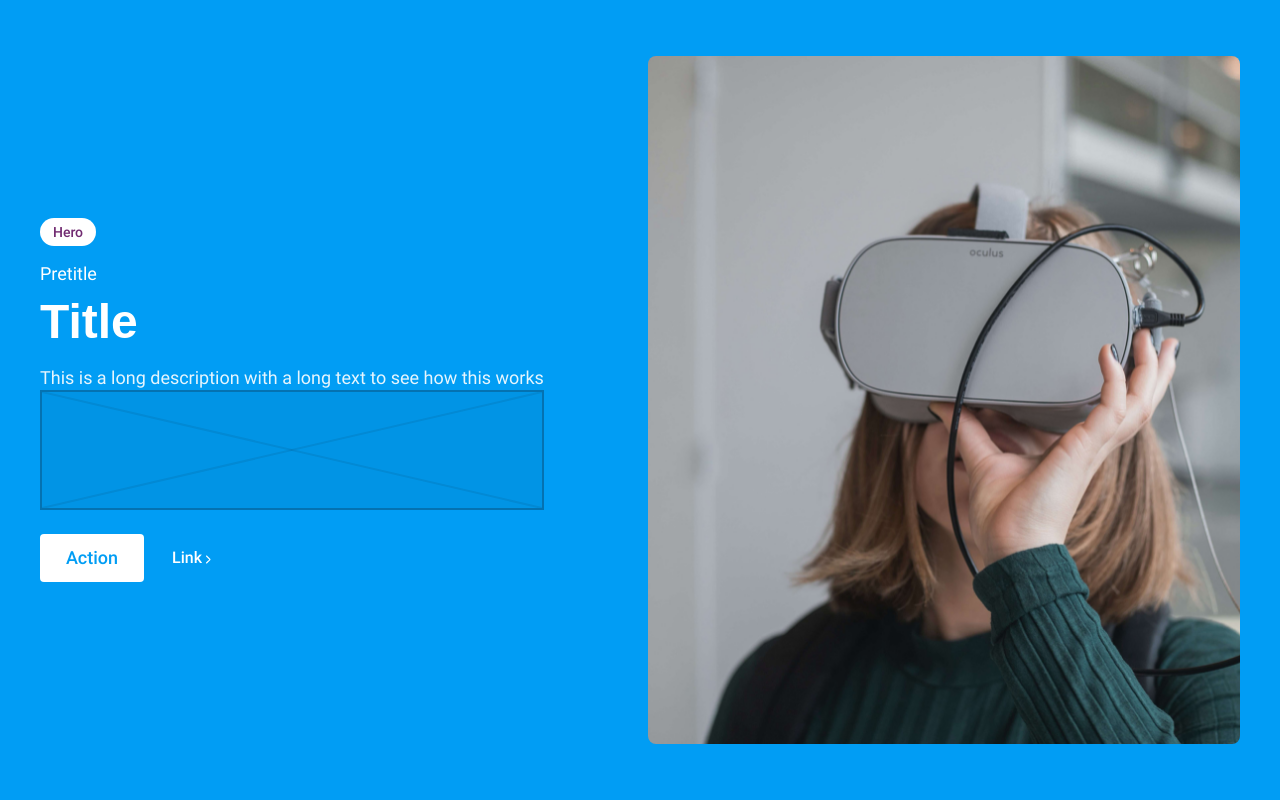 Hero
Pretitle
Title
This is a long description with a long text to see how this works
Action
Link ›
oculus